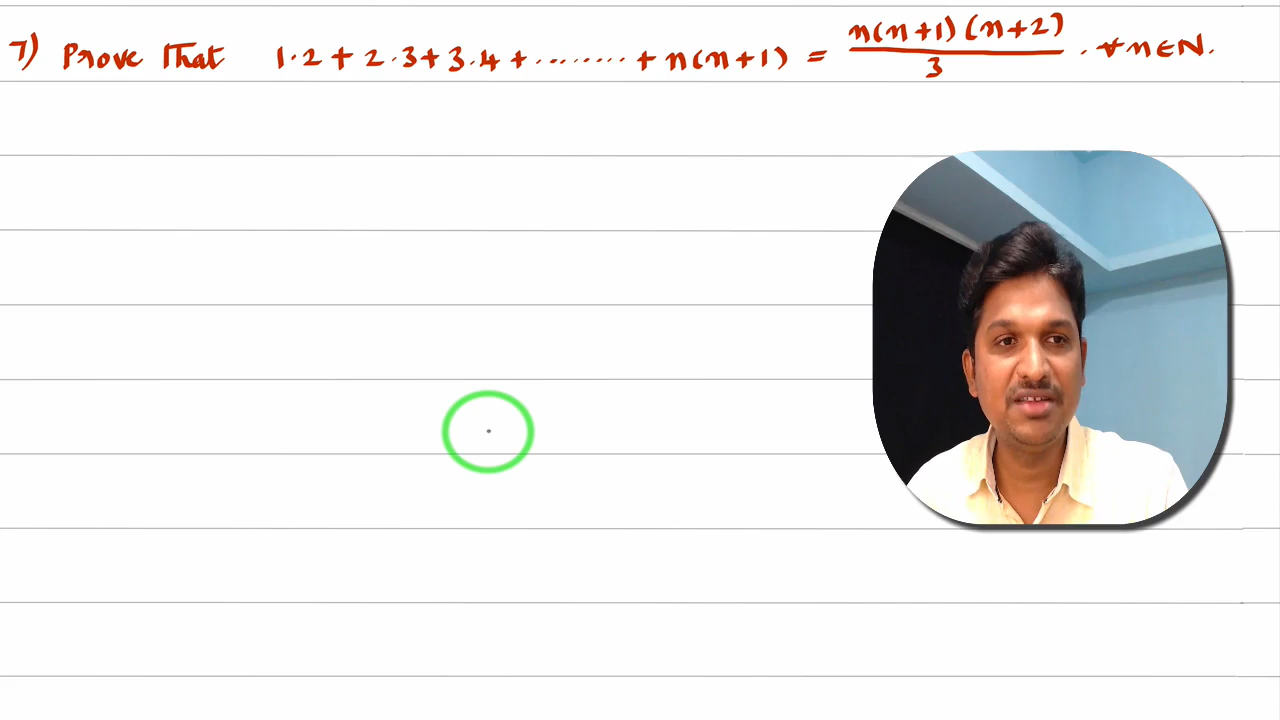 7) Prove that 1.2 + 2.3 + 3.4 + ........ + n(n+1) = n(n+1)(n+2)/3 . ∀ n ∈ N.